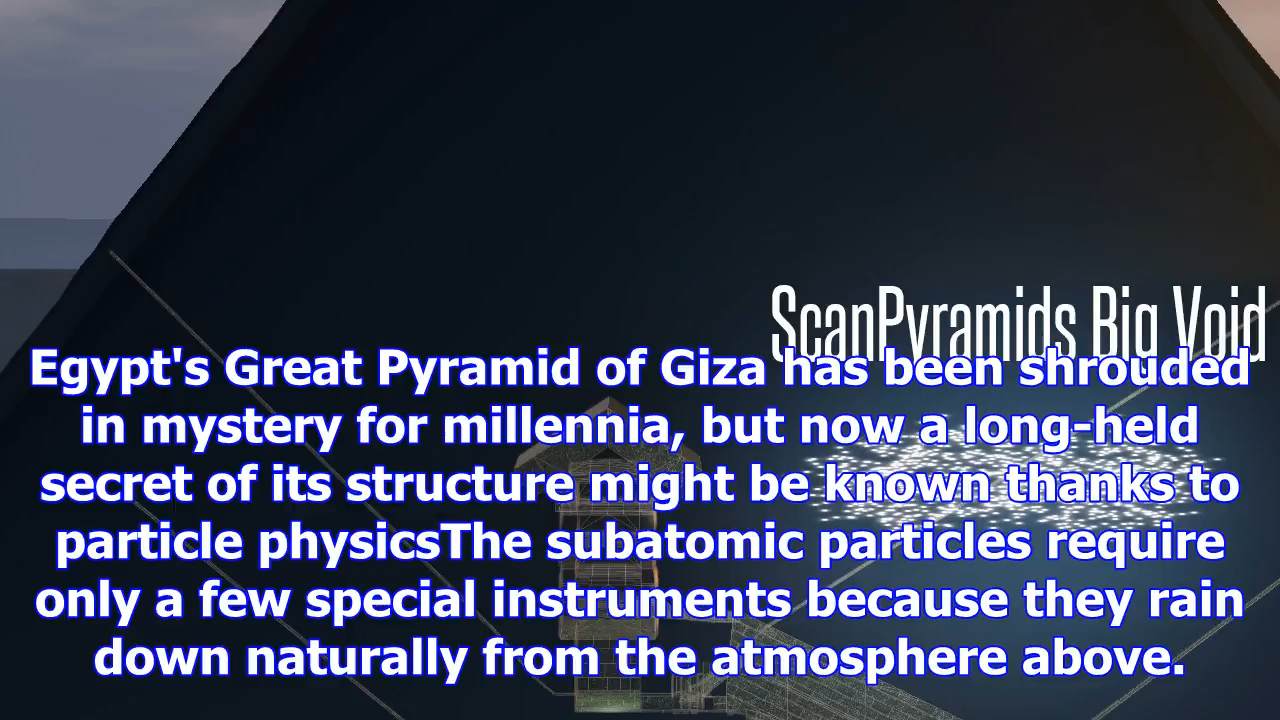 ScanPyramids Big Void
Egypt's Great Pyramid of Giza has been shrouded
in mystery for millennia, but now a long-held
secret of its structure might be known thanks to
particle physicsThe subatomic particles require
only a few special instruments because they rain
down naturally from the atmosphere above.